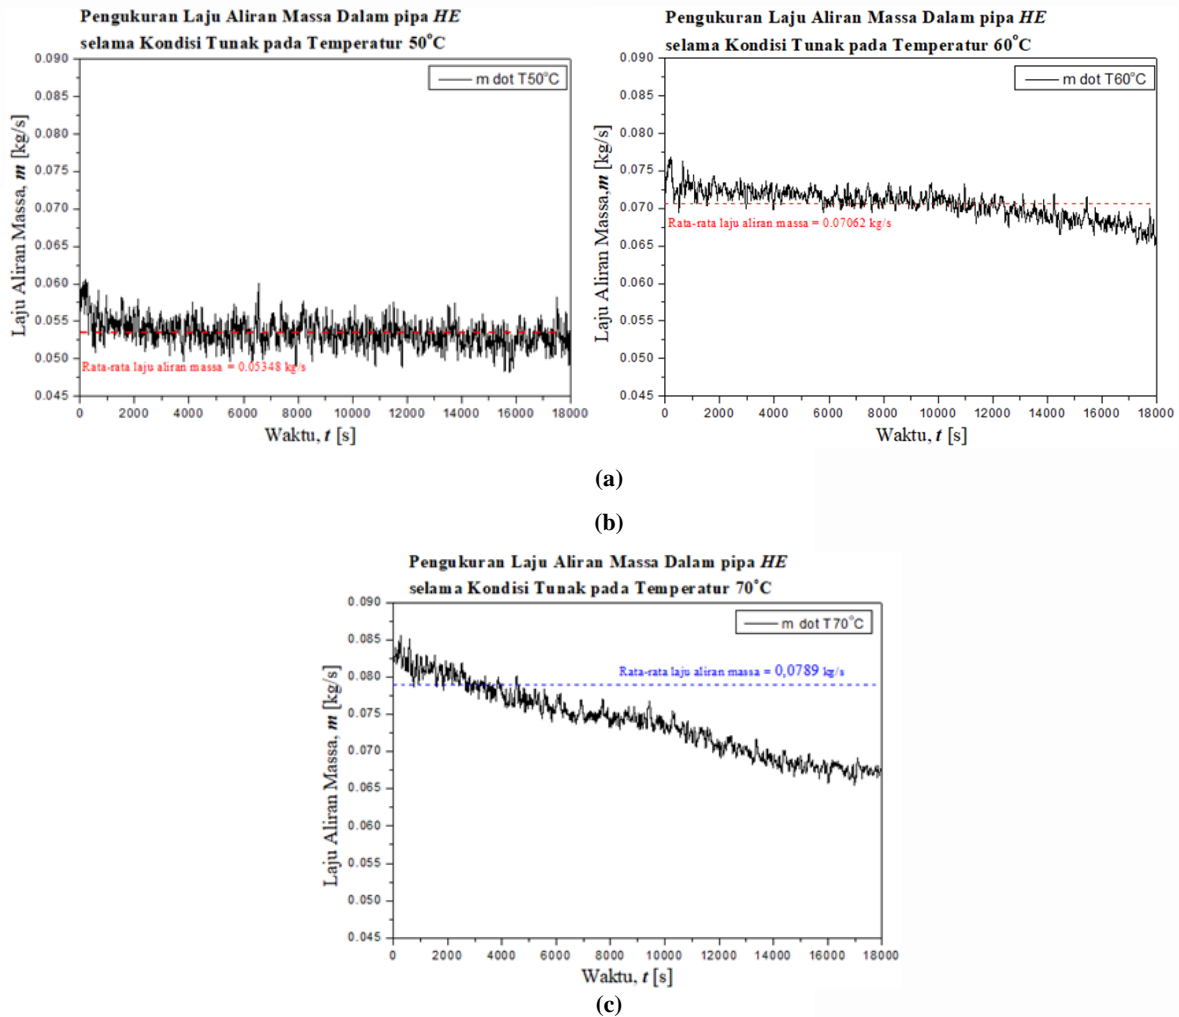 Pengukuran Laju Aliran Massa Dalam pipa HE
selama Kondisi Tunak pada Temperatur 50°C
0.090
0.085
0.080
0.075
0.070
0.065
0.060
0.055
0.050
0.045
Laju Aliran Massa, m [kg/s]
m dot T50°C
Rata-rata laju aliran massa = 0.05348 kg/s
0 2000 4000 6000 8000 10000 12000 14000 16000 18000
Waktu, t [s]
Pengukuran Laju Aliran Massa Dalam pipa HE
selama Kondisi Tunak pada Temperatur 60°C
0.090
0.085
0.080
0.075
0.070
0.065
0.060
0.055
0.050
0.045
Laju Aliran Massa,m [kg/s]
m dot T60°C
Rata-rata laju aliran massa = 0.07062 kg/s
0 2000 4000 6000 8000 10000 12000 14000 16000 18000
Waktu, t [s]
(a)
(b)
Pengukuran Laju Aliran Massa Dalam pipa HE
selama Kondisi Tunak pada Temperatur 70°C
0.090
0.085
0.080
0.075
0.070
0.065
0.060
0.055
0.050
0.045
Laju Aliran Massa, m [kg/s]
m dot T70°C
Rata-rata laju aliran massa = 0,0789 kg/s
0 2000 4000 6000 8000 10000 12000 14000 16000 18000
Waktu, t [s]
(c)